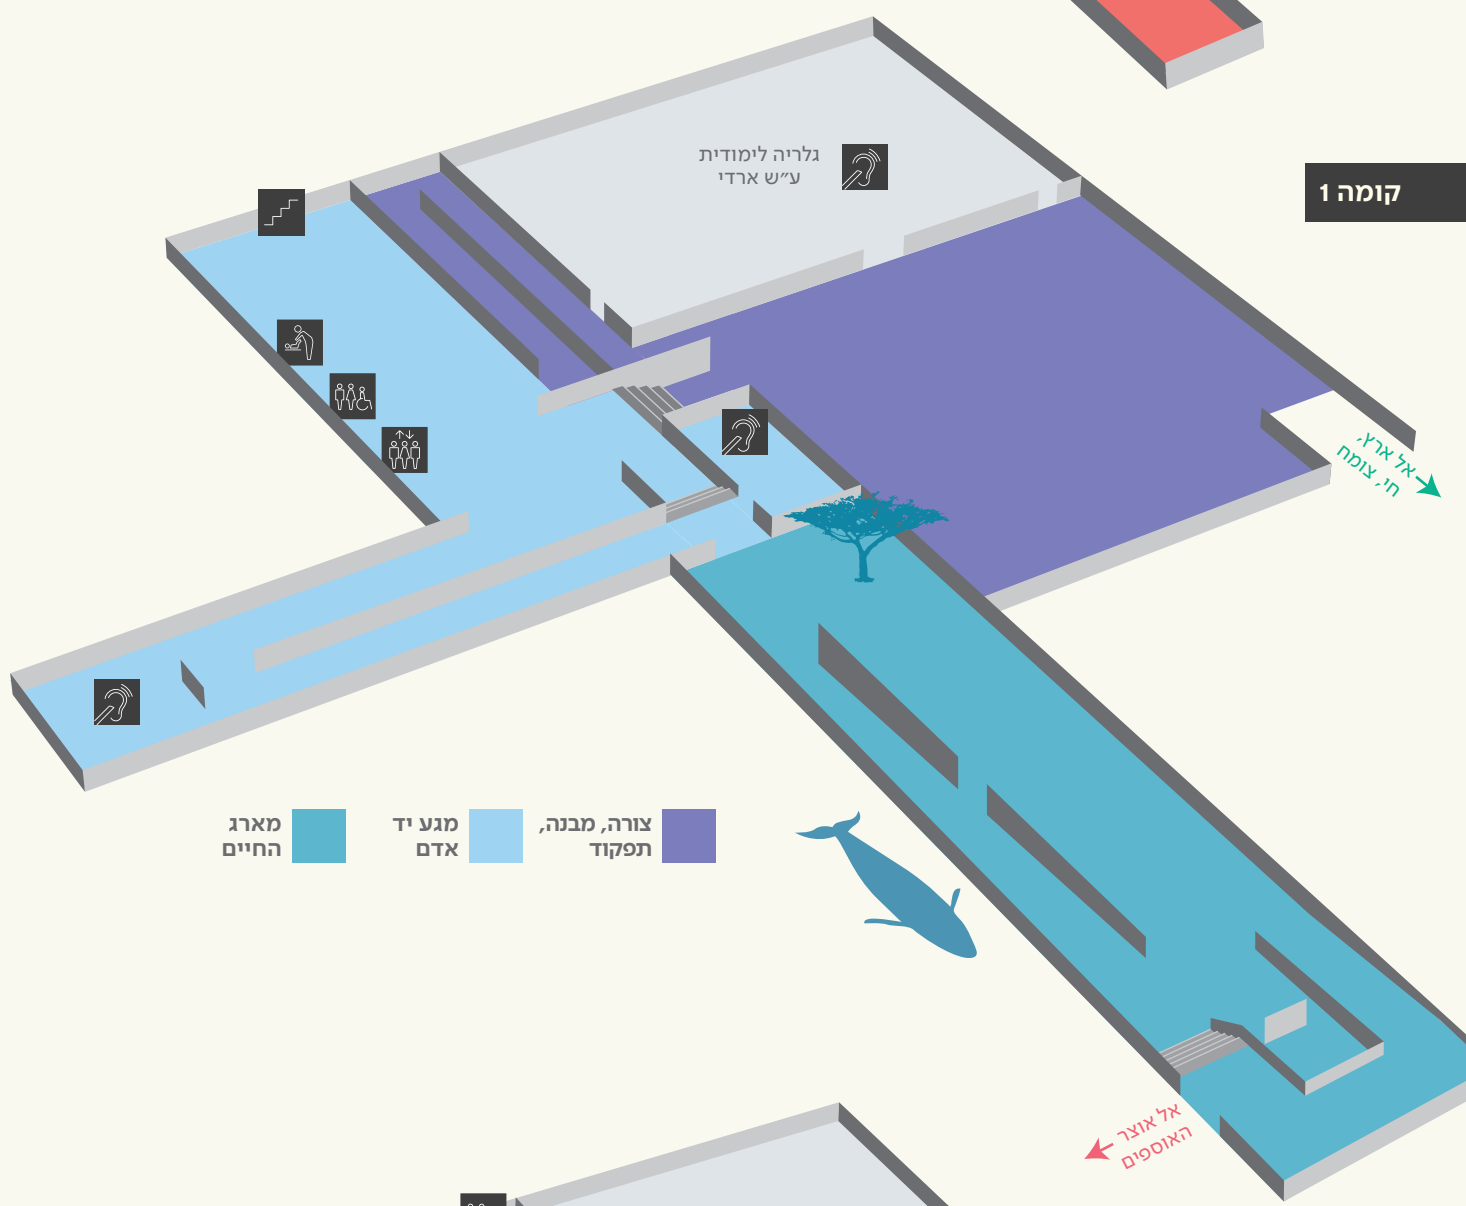 קומה 1
גלריה לימודית
ע״ש ארדי
אל ארץ,
חי, צומח
צורה, מבנה,
תפקוד
מגע יד
אדם
מארג
החיים
אל אוצר
האוספים